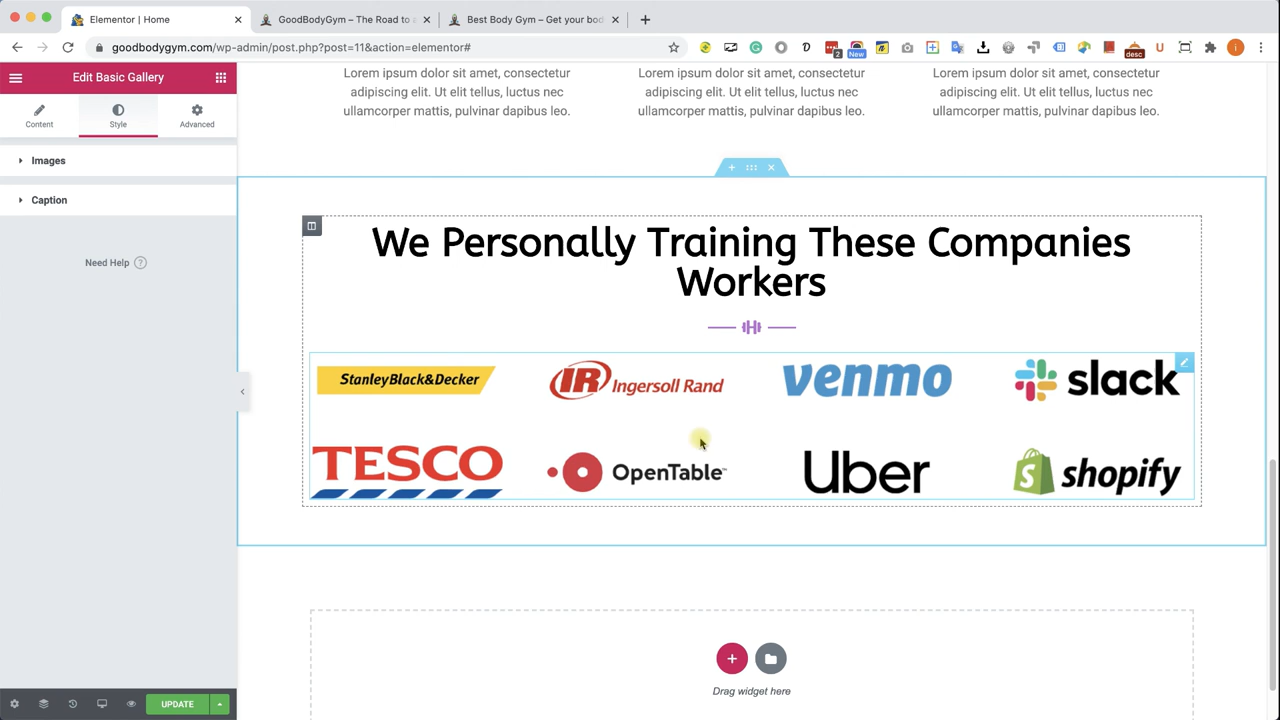 Elementor | Home
GoodBodyGym – The Road to
Best Body Gym – Get your bod
goodbodygym.com/wp-admin/post.php?post=11&action=elementor#
2
New
desc
U
i
Edit Basic Gallery
Content
Style
Advanced
Images
Caption
Need Help ?
UPDATE
Lorem ipsum dolor sit amet, consectetur
adipiscing elit. Ut elit tellus, luctus nec
ullamcorper mattis, pulvinar dapibus leo.
Lorem ipsum dolor sit amet, consectetur
adipiscing elit. Ut elit tellus, luctus nec
ullamcorper mattis, pulvinar dapibus leo.
Lorem ipsum dolor sit amet, consectetur
adipiscing elit. Ut elit tellus, luctus nec
ullamcorper mattis, pulvinar dapibus leo.
We Personally Training These Companies
Workers
StanleyBlack&Decker
IR Ingersoll Rand
venmo
slack
TESCO
OpenTable™
Uber
shopify
Drag widget here